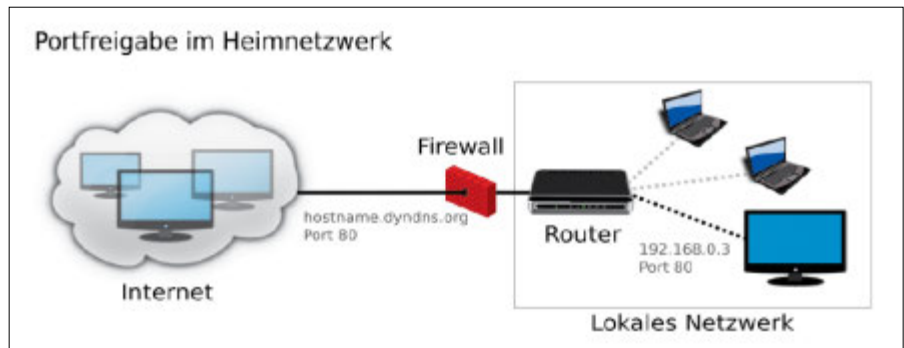 Portfreigabe im Heimnetzwerk
Firewall
hostname.dyndns.org
Port 80
Router
192.168.0.3
Port 80
Internet
Lokales Netzwerk